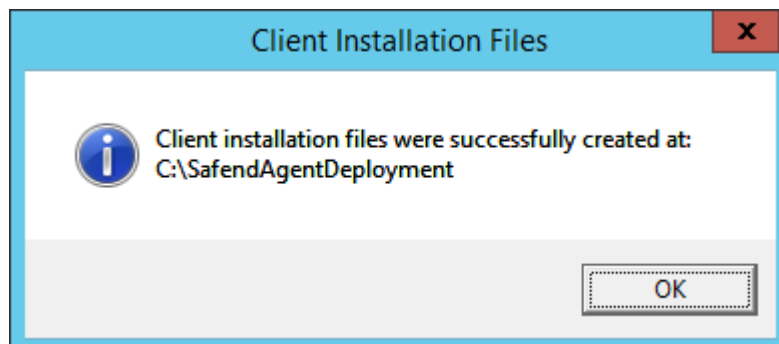 Client Installation Files
x
Client installation files were successfully created at:
C:\SafendAgentDeployment
OK